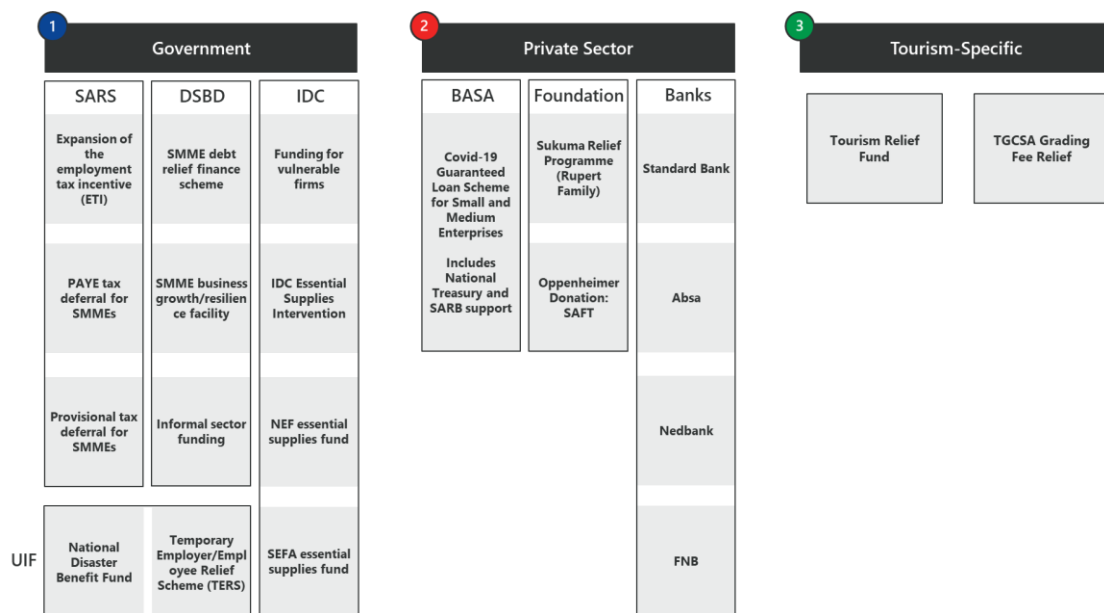 1
Government
SARS
Expansion of
the
employment
tax incentive
(ETI)
PAYE tax
deferral for
SMMEs
Provisional tax
deferral for
SMMEs
DSBD
SMME debt
relief finance
scheme
SMME business
growth/resilien
ce facility
Informal sector
funding
IDC
Funding for
vulnerable
firms
IDC Essential
Supplies
Intervention
NEF essential
supplies fund
SEFA essential
supplies fund
UIF
National
Disaster
Benefit Fund
Temporary
Employer/Empl
oyee Relief
Scheme (TERS)
2
Private Sector
BASA
Covid-19
Guaranteed
Loan Scheme
for Small and
Medium
Enterprises
Includes
National
Treasury and
SARB support
Foundation
Sukuma Relief
Programme
(Rupert
Family)
Oppenheimer
Donation:
SAFT
Banks
Standard Bank
Absa
Nedbank
FNB
3
Tourism-Specific
Tourism Relief
Fund
TGCSA Grading
Fee Relief